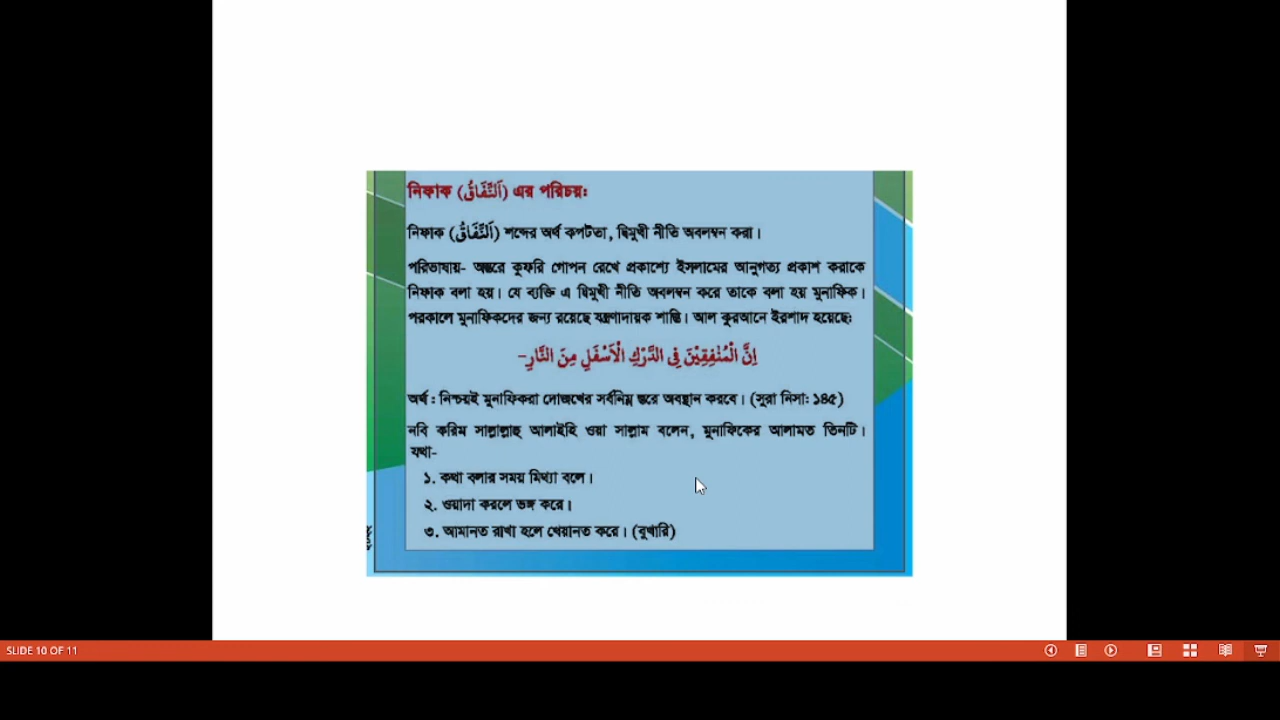 নিফাক (اَلنِّفَاقُ) এর পরিচয়:
নিফাক (اَلنِّفَاقُ) শব্দের অর্থ কপটতা, দ্বিমুখী নীতি অবলম্বন করা।
পরিভাষায়- অন্তরে কুফরি গোপন রেখে প্রকাশ্যে ইসলামের আনুগত্য প্রকাশ করাকে
নিফাক বলা হয়। যে ব্যক্তি এ দ্বিমুখী নীতি অবলম্বন করে তাকে বলা হয় মুনাফিক।
পরকালে মুনাফিকদের জন্য রয়েছে যন্ত্রণাদায়ক শাস্তি। আল কুরআনে ইরশাদ হয়েছে:
اِنَّ الْمُنٰفِقِيْنَ فِى الدَّرْكِ الْاَسْفَلِ مِنَ النَّارِ-
অর্থ : নিশ্চয়ই মুনাফিকরা দোজখের সর্বনিম্ন স্তরে অবস্থান করবে। (সুরা নিসা: ১৪৫)
নবি করিম সাল্লাল্লাহু আলাইহি ওয়া সাল্লাম বলেন, মুনাফিকের আলামত তিনটি।
যথা-
১. কথা বলার সময় মিথ্যা বলে।
২. ওয়াদা করলে ভঙ্গ করে।
৩. আমানত রাখা হলে খেয়ানত করে। (বুখারি)
SLIDE 10 OF 11